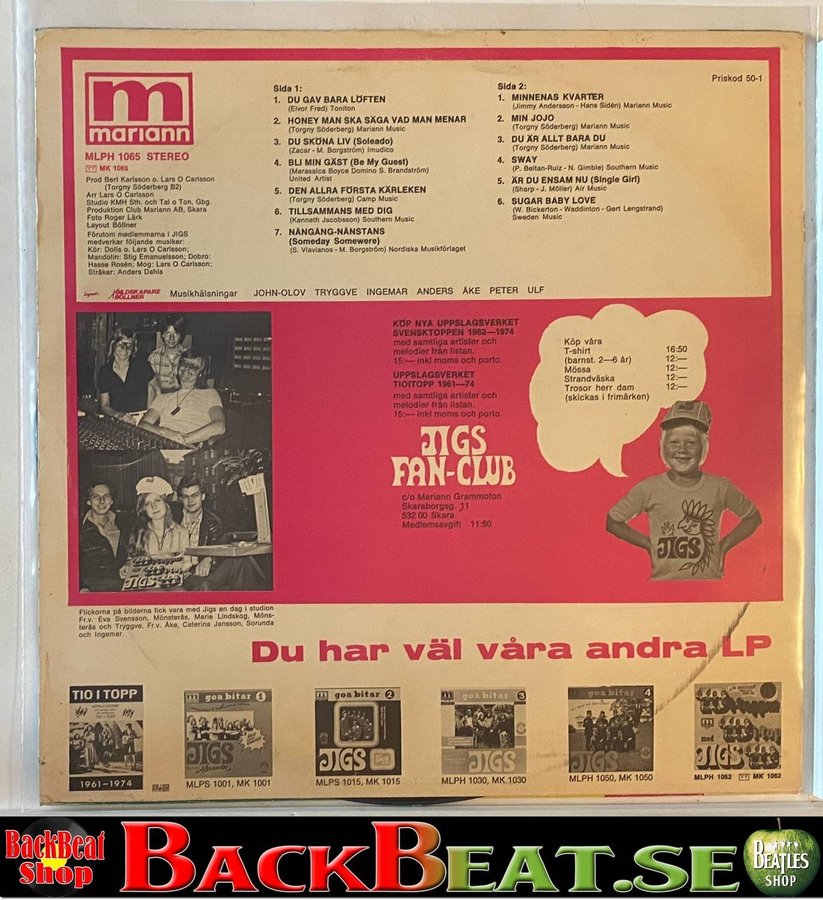 m
mariann
MLPH 1065 STEREO
MK 1065
Prod Bert Karlsson o. Lars O Carlsson
(Torgny Söderberg B2)
Arr Lars O Carlsson
Studio KMH Sth. och Tal o Ton, Gbg.
Produktion Club Mariann AB, Skara
Foto Roger Lärk
Layout Böllner
Förutom medlemmarna i JIGS
medverkar följande musiker:
Kör: Dolls o. Lars O Carlsson;
Mandolin: Stig Emanuelsson; Dobro:
Hasse Rosén; Mog: Lars O Carlsson;
Stråkar: Anders Dahls
Sida 1:
1. DU GAV BARA LÖFTEN
(Eivor Fred) Toniton
2. HONEY MAN SKA SÄGA VAD MAN MENAR
(Torgny Söderberg) Mariann Music
3. DU SKÖNA LIV (Soleado)
(Zacar - M. Borgström) Imudico
4. BLI MIN GÄST (Be My Guest)
(Marasalca Boyce Domino S. Brandström)
United Artist
5. DEN ALLRA FÖRSTA KÄRLEKEN
(Torgny Söderberg) Camp Music
6. TILLSAMMANS MED DIG
(Kenneth Jacobsson) Southern Music
7. NÅNGÅNG-NÅNSTANS
(Someday Somewere)
(S. Vlavianos - M. Borgström) Nordiska Musikförlaget
Priskod 50-1
Sida 2:
1. MINNENAS KVARTER
(Jimmy Andersson - Hans Sidén) Mariann Music
2. MIN JOJO
(Torgny Söderberg) Mariann Music
3. DU ÄR ALLT BARA DU
(Torgny Söderberg) Mariann Music
4. SWAY
(P. Beltan-Ruiz - N. Gimble) Southern Music
5. ÄR DU ENSAM NU (Single Girl)
(Sharp - J. Möller) Air Music
6. SUGAR BABY LOVE
(W. Bickerton - Waddinton - Gert Lengstrand)
Sweden Music
BILDSKAPARE
BÖLLNER
Musikhälsningar JOHN-OLOV TRYGGVE INGEMAR ANDERS ÅKE PETER ULF
KÖP NYA UPPSLAGSVERKET
SVENSKTOPPEN 1962—1974
med samtliga artister och
melodier från listan.
15:— inkl moms och porto.
UPPSLAGSVERKET
TIOITOPP 1961—74
med samtliga artister och
melodier från listan.
15:— inkl moms och porto.
JIGS
FAN-CLUB
c/o Mariann Grammofon
Skaraborgsg. 11
532 00 Skara
Medlemsavgift 11:50
Köp våra
T-shirt 16:50
(barnst. 2—6 år) 12:—
Mössa 12:—
Strandväska 12:—
Trosor herr dam 12:—
(skickas i frimärken)
JIGS
JIGS
Flickorna på bilderna fick vara med Jigs en dag i studion
Fr.v. Eva Svensson, Mönsterås, Marie Lindskog, Möns-
terås och Tryggve. Fr.v. Åke, Caterina Jansson, Sorunda
och Ingemar.
Du har väl våra andra LP
TIO I TOPP
UPPSLAGSVERKET
1961—1974
m goa bitar 1
JIGS
MLPS 1001, MK 1001
m goa bitar 2
JIGS
MLPS 1015, MK 1015
m goa bitar 3
JIGS
MLPH 1030, MK 1030
m goa bitar 4
JIGS
MLPH 1050, MK 1050
med
JIGS
MLPH 1062 MK 1062
BackBeat
Shop
BACKBEAT.SE
BEATLES
SHOP